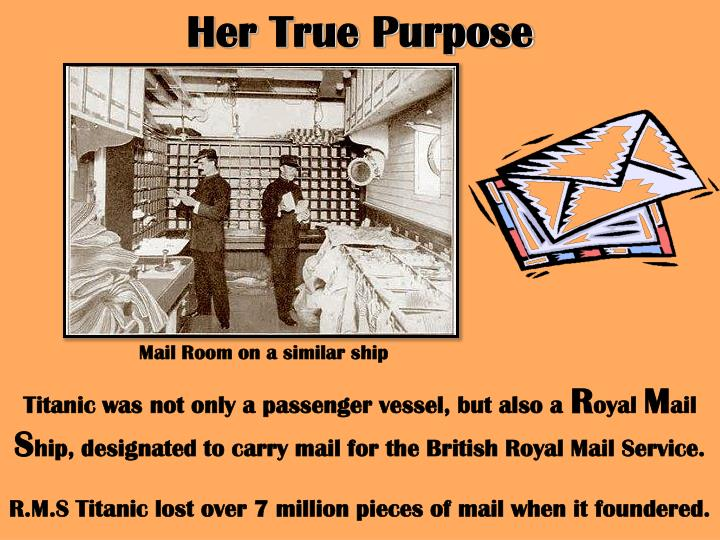 Her True Purpose
Mail Room on a similar ship
Titanic was not only a passenger vessel, but also a Royal Mail
Ship, designated to carry mail for the British Royal Mail Service.
R.M.S Titanic lost over 7 million pieces of mail when it foundered.